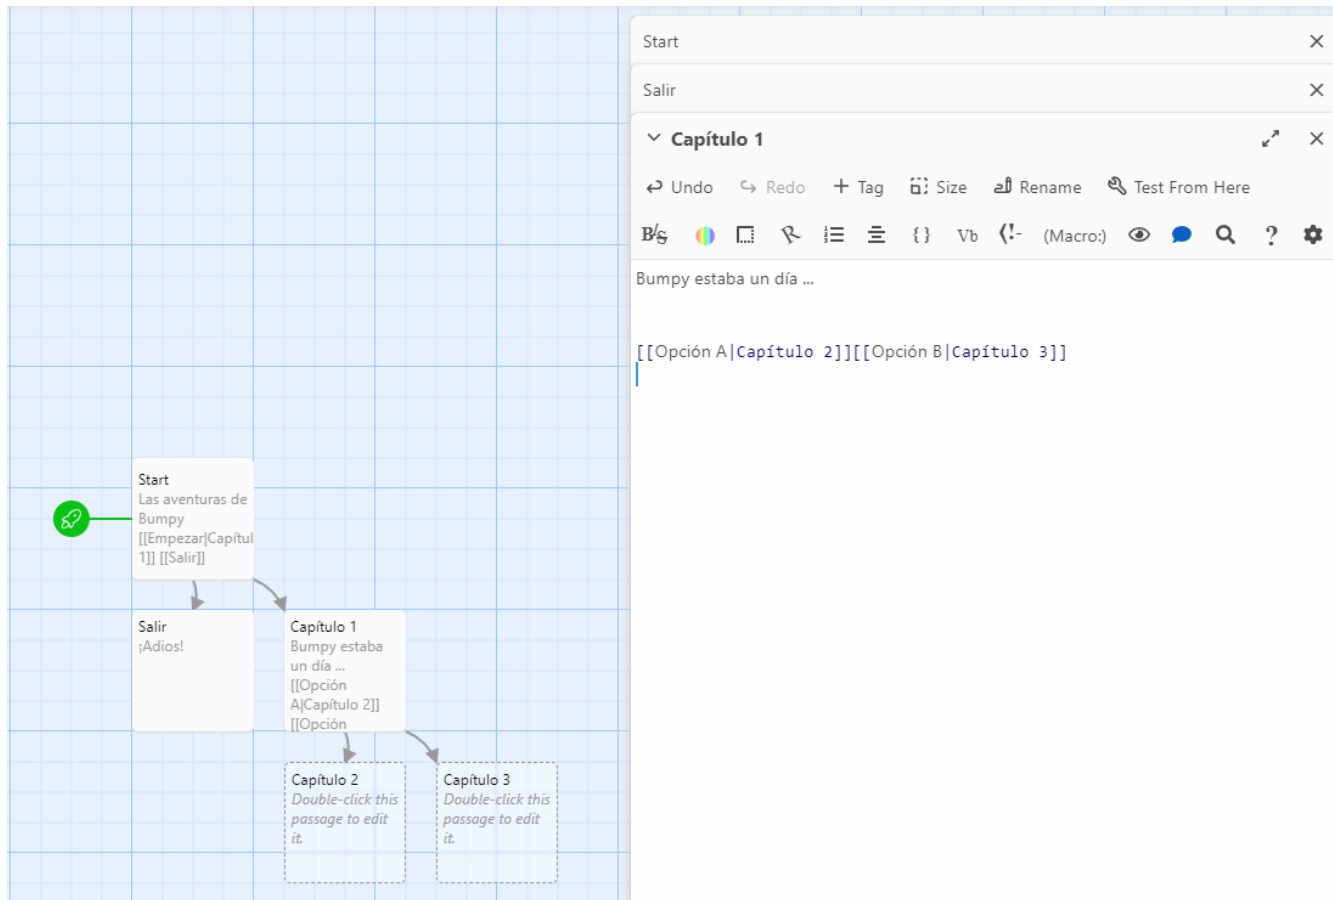 Start
Salir
Capítulo 1
Undo Redo Tag Size Rename Test From Here
B/S Vb (Macro:) ?
Bumpy estaba un día ...
[[Opción A|Capítulo 2]][[Opción B|Capítulo 3]]
Start
Las aventuras de
Bumpy
[[Empezar|Capítul
1]] [[Salir]]
Salir
¡Adios!
Capítulo 1
Bumpy estaba
un día ...
[[Opción
A|Capítulo 2]]
[[Opción
Capítulo 2
Double-click this
passage to edit
it.
Capítulo 3
Double-click this
passage to edit
it.